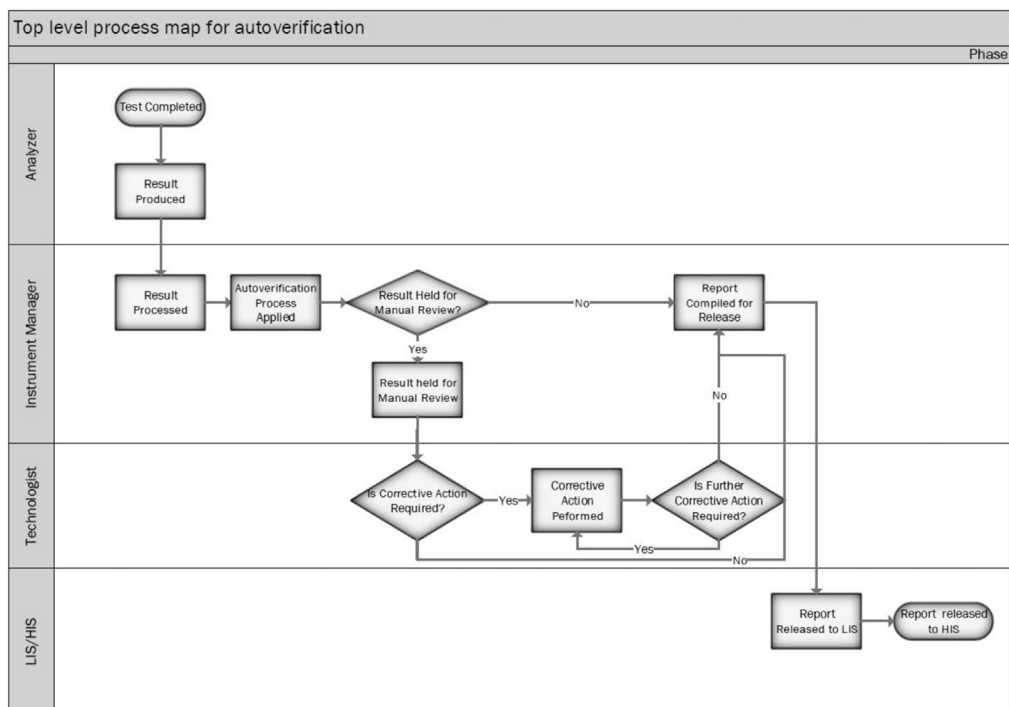 Top level process map for autoverification
Phase
Analyzer
Test Completed
Result
Produced
Instrument Manager
Result
Processed
Autoverification
Process
Applied
Result Held for
Manual Review?
No
Report
Compiled for
Release
Yes
Result held for
Manual Review
No
Technologist
Is Corrective Action
Required?
Yes
Corrective
Action
Peformed
Is Further
Corrective Action
Required?
Yes
No
LIS/HIS
Report
Released to LIS
Report released
to HIS